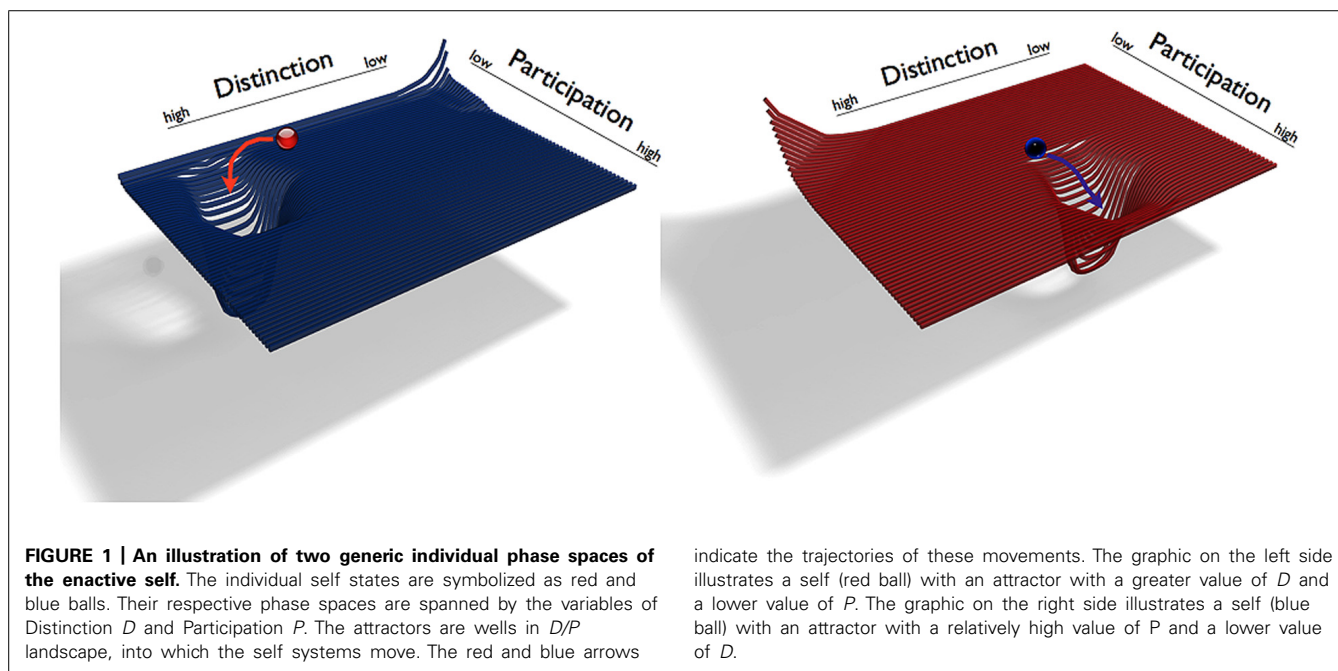 Distinction
high
low
Participation
low
high
Distinction
high
low
Participation
low
high
FIGURE 1 | An illustration of two generic individual phase spaces of
the enactive self. The individual self states are symbolized as red and
blue balls. Their respective phase spaces are spanned by the variables of
Distinction D and Participation P. The attractors are wells in D/P
landscape, into which the self systems move. The red and blue arrows
indicate the trajectories of these movements. The graphic on the left side
illustrates a self (red ball) with an attractor with a greater value of D and
a lower value of P. The graphic on the right side illustrates a self (blue
ball) with an attractor with a relatively high value of P and a lower value
of D.